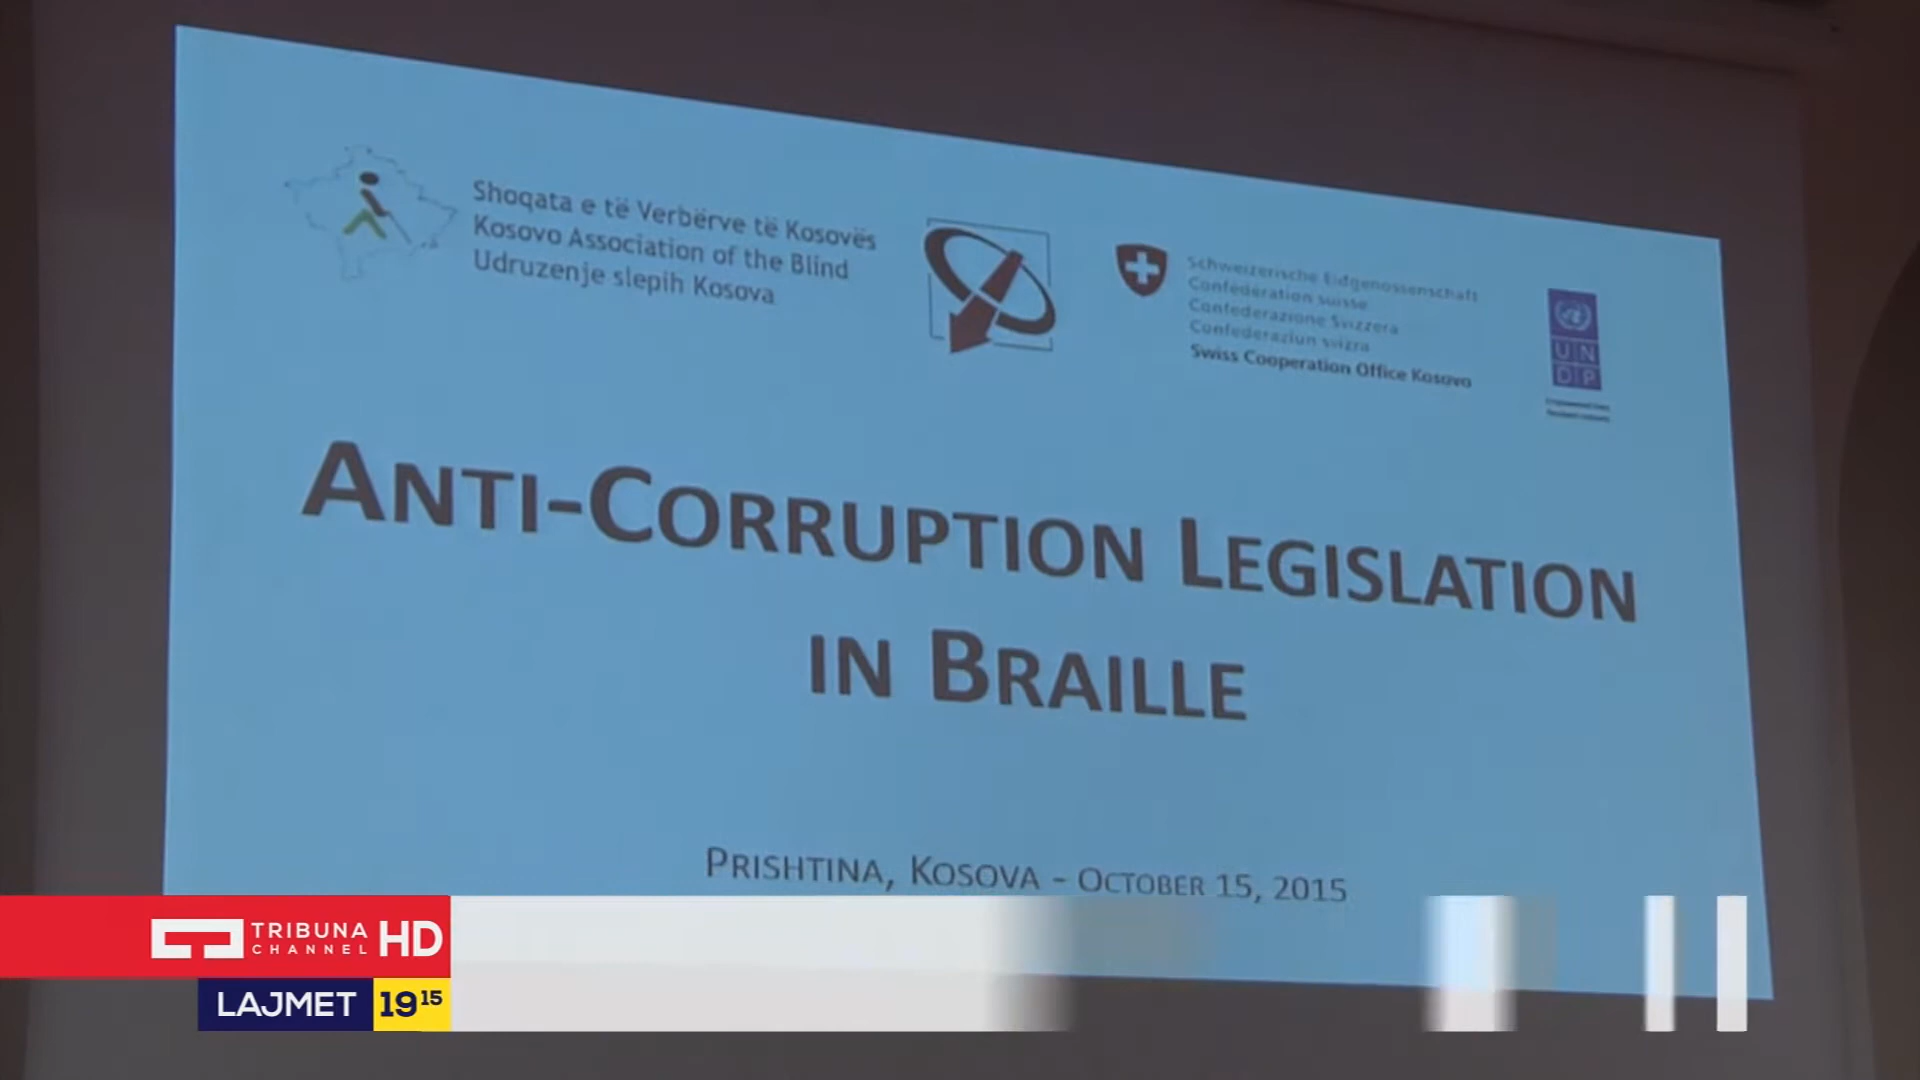 Shoqata e të Verbërve të Kosovës
Kosovo Association of the Blind
Udruzenje slepih Kosova
Schweizerische Eidgenossenschaft
Confédération suisse
Confederazione Svizzera
Confederaziun svizra
Swiss Cooperation Office Kosovo
UN
DP
ANTI-CORRUPTION LEGISLATION
IN BRAILLE
PRISHTINA, KOSOVA - OCTOBER 15, 2015
TRIBUNA
CHANNEL
HD
LAJMET 19 15